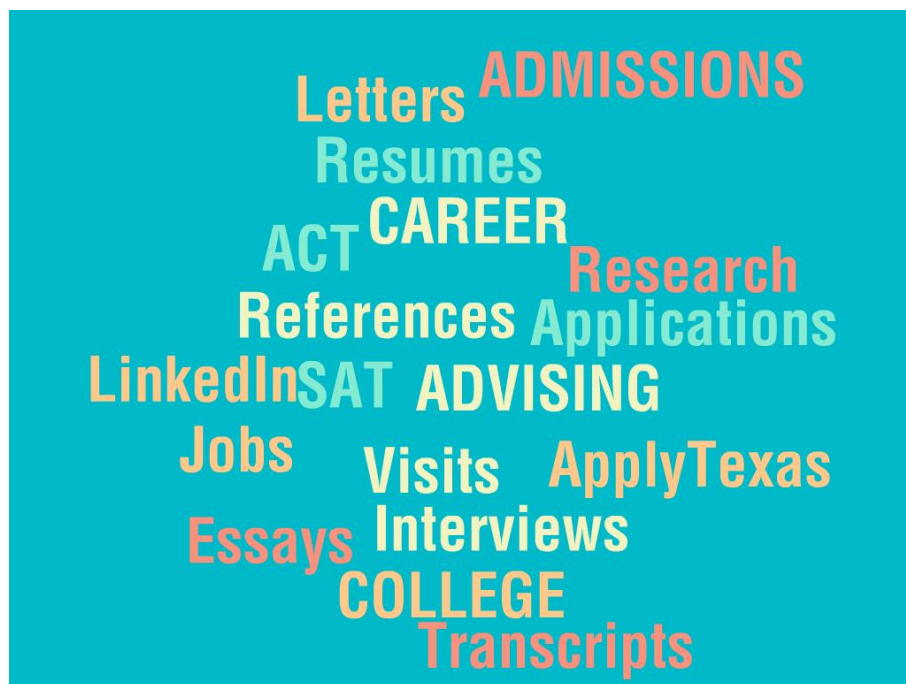 ADMISSIONS
Letters
Resumes
CAREER
ACT
Research
References
Applications
LinkedIn
SAT
ADVISING
Jobs
Visits
ApplyTexas
Essays
Interviews
COLLEGE
Transcripts